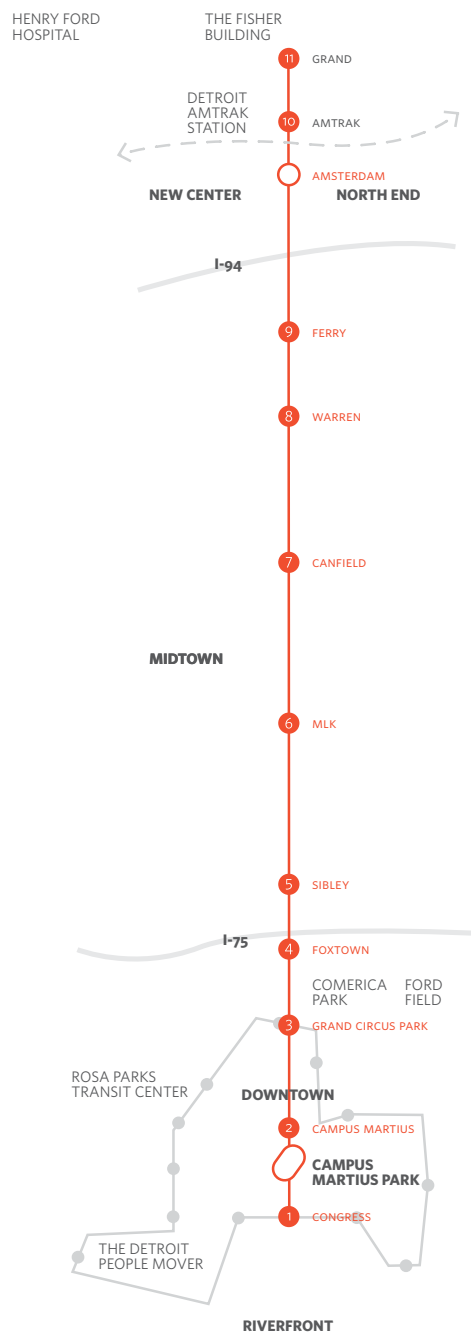 HENRY FORD
HOSPITAL
THE FISHER
BUILDING
11 GRAND
DETROIT
AMTRAK
STATION
10 AMTRAK
AMSTERDAM
NEW CENTER
NORTH END
I-94
9 FERRY
8 WARREN
7 CANFIELD
MIDTOWN
6 MLK
5 SIBLEY
I-75
4 FOXTOWN
COMERICA
PARK
FORD
FIELD
3 GRAND CIRCUS PARK
ROSA PARKS
TRANSIT CENTER
DOWNTOWN
2 CAMPUS MARTIUS
CAMPUS
MARTIUS PARK
1 CONGRESS
THE DETROIT
PEOPLE MOVER
RIVERFRONT